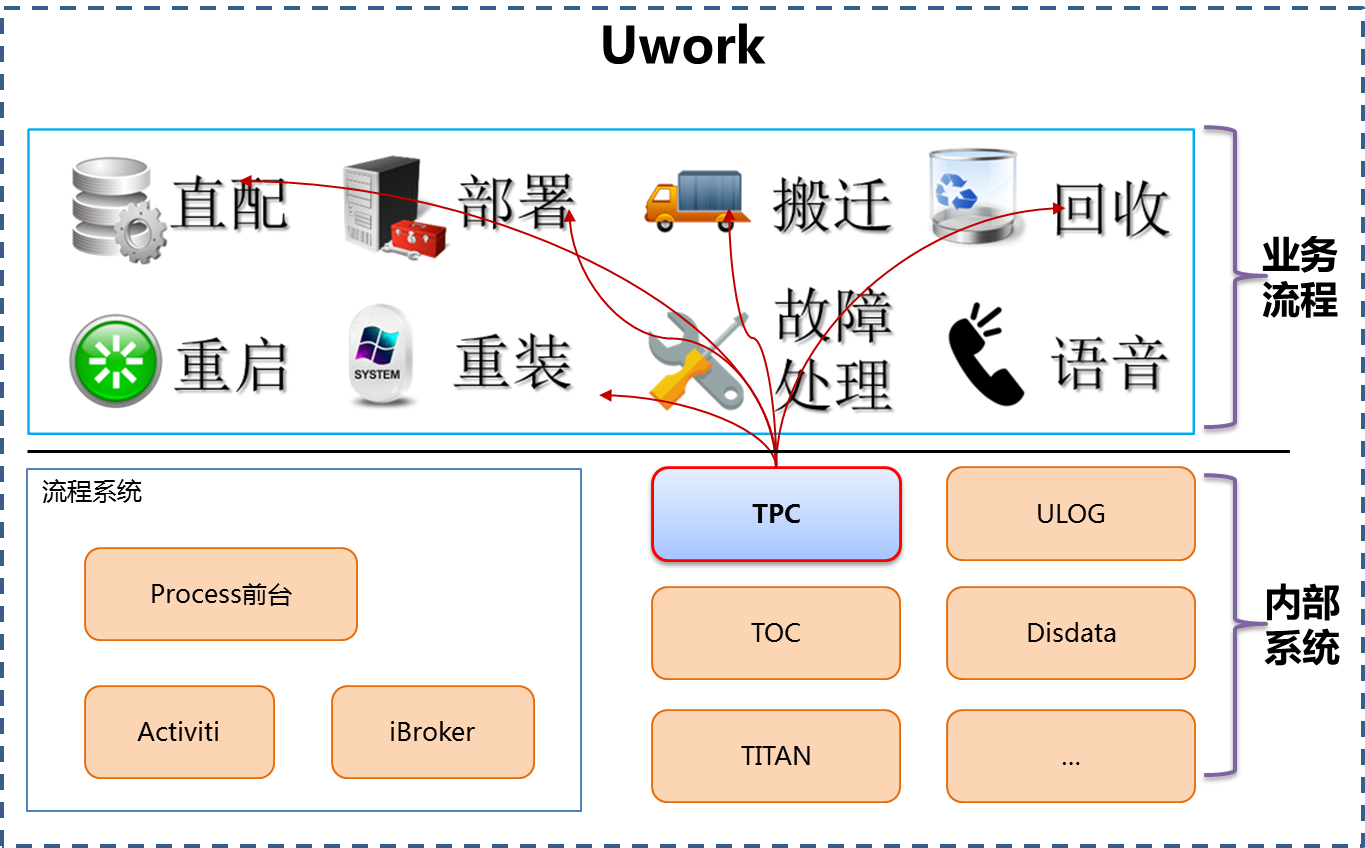 Uwork
直配
部署
搬迁
回收
重启
SYSTEM
重装
故障
处理
语音
业务
流程
流程系统
Process前台
Activiti
iBroker
TPC
ULOG
TOC
Disdata
TITAN
...
内部
系统